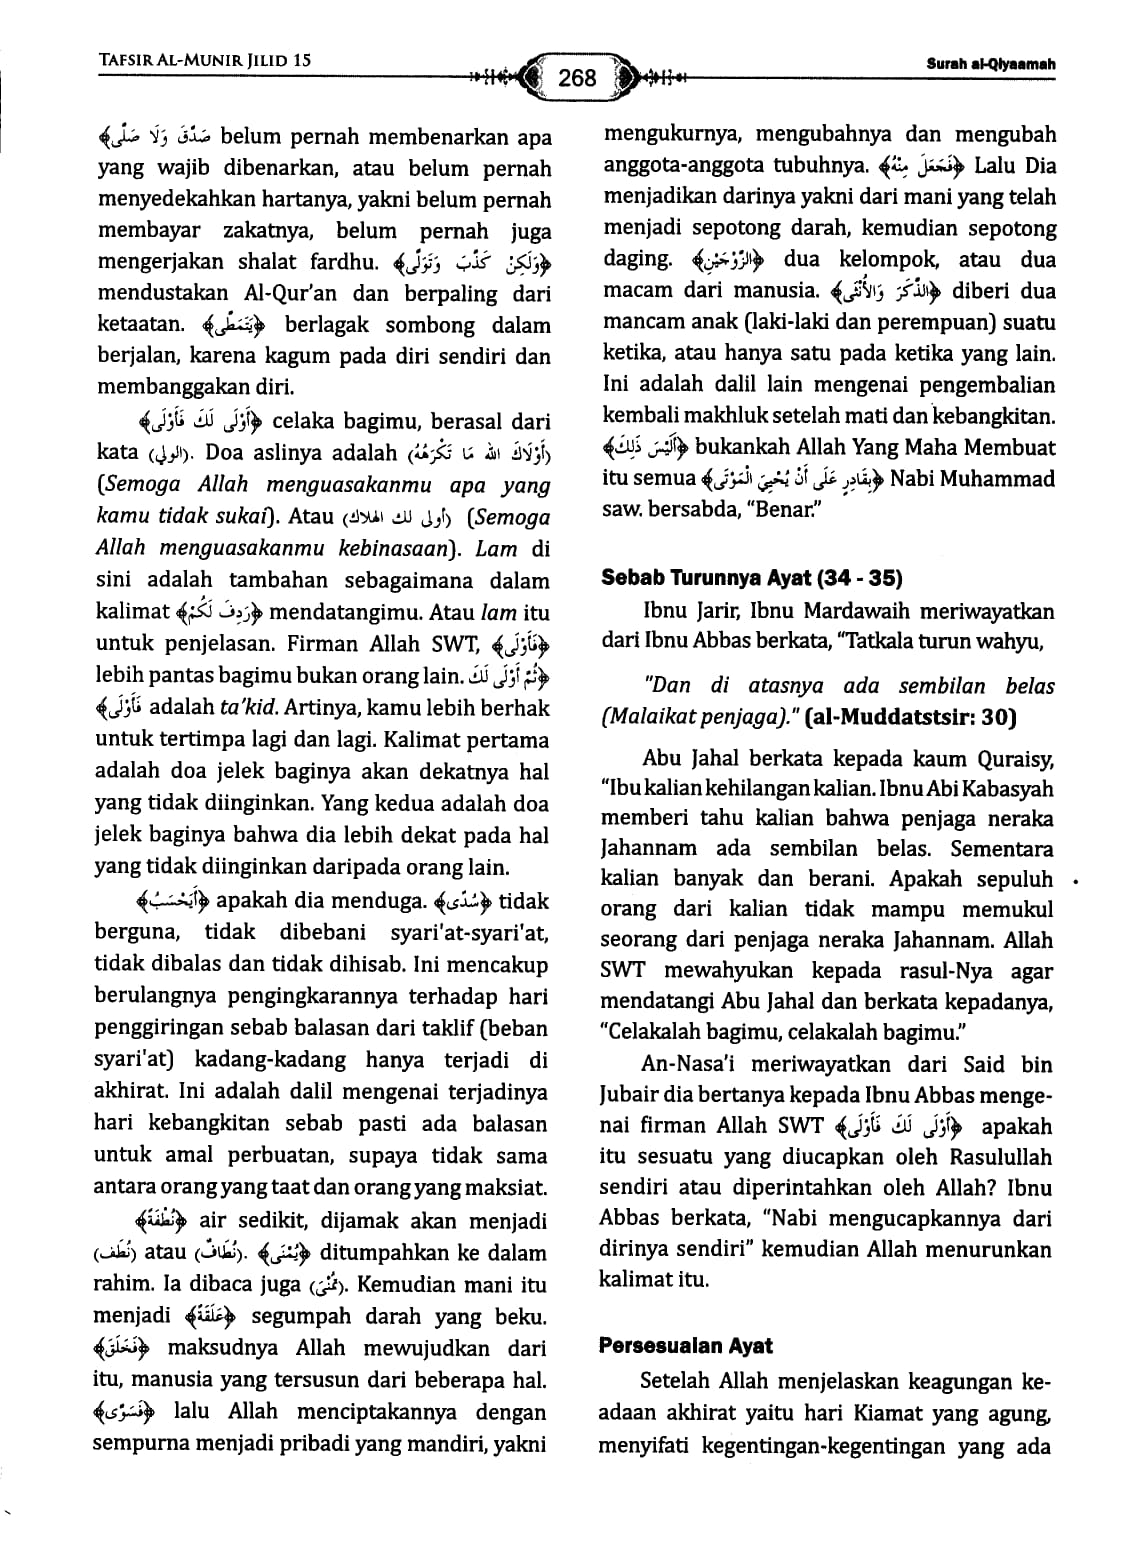 TAFSIR AL-MUNIR JILID 15
268
Surah al-Qiyaamah
صَدَّقَ وَلَا صَلَّى﴾ belum pernah membenarkan apa
yang wajib dibenarkan, atau belum pernah
menyedekahkan hartanya, yakni belum pernah
membayar zakatnya, belum pernah juga
mengerjakan shalat fardhu. ﴿وَلَكِنْ كَذَّبَ وَتَوَلَّى﴾
mendustakan Al-Qur'an dan berpaling dari
ketaatan. ﴿يَتَمَطَّى﴾ berlagak sombong dalam
berjalan, karena kagum pada diri sendiri dan
membanggakan diri.
﴿أَوْلَى لَكَ فَأَوْلَى﴾ celaka bagimu, berasal dari
kata (الولي). Doa aslinya adalah (أَوْلَاكَ الله مَا تَكْرَهُهُ)
(Semoga Allah menguasakanmu apa yang
kamu tidak sukai). Atau (أولى لك الهلاك) (Semoga
Allah menguasakanmu kebinasaan). Lam di
sini adalah tambahan sebagaimana dalam
kalimat ﴿رَدِفَ لَكُمْ﴾ mendatangimu. Atau lam itu
untuk penjelasan. Firman Allah SWT, ﴿فَأَوْلَى﴾
lebih pantas bagimu bukan orang lain. ﴿ثُمَّ أَوْلَى لَكَ
فَأَوْلَى﴾ adalah ta'kid. Artinya, kamu lebih berhak
untuk tertimpa lagi dan lagi. Kalimat pertama
adalah doa jelek baginya akan dekatnya hal
yang tidak diinginkan. Yang kedua adalah doa
jelek baginya bahwa dia lebih dekat pada hal
yang tidak diinginkan daripada orang lain.
﴿أَيَحْسَبُ﴾ apakah dia menduga. ﴿سُدًى﴾ tidak
berguna, tidak dibebani syari'at-syari'at,
tidak dibalas dan tidak dihisab. Ini mencakup
berulangnya pengingkarannya terhadap hari
penggiringan sebab balasan dari taklif (beban
syari'at) kadang-kadang hanya terjadi di
akhirat. Ini adalah dalil mengenai terjadinya
hari kebangkitan sebab pasti ada balasan
untuk amal perbuatan, supaya tidak sama
antara orang yang taat dan orang yang maksiat.
﴿نُطْفَةً﴾ air sedikit, dijamak akan menjadi
(نُطَف) atau (نُطَافٌ). ﴿يُمْنَى﴾ ditumpahkan ke dalam
rahim. Ia dibaca juga (تُمْنَى). Kemudian mani itu
menjadi ﴿عَلَقَةً﴾ segumpah darah yang beku.
﴿فَخَلَقَ﴾ maksudnya Allah mewujudkan dari
itu, manusia yang tersusun dari beberapa hal.
﴿فَسَوَّى﴾ lalu Allah menciptakannya dengan
sempurna menjadi pribadi yang mandiri, yakni
mengukurnya, mengubahnya dan mengubah
anggota-anggota tubuhnya. ﴿فَجَعَلَ مِنْهُ﴾ Lalu Dia
menjadikan darinya yakni dari mani yang telah
menjadi sepotong darah, kemudian sepotong
daging. ﴿الزَّوْجَيْنِ﴾ dua kelompok, atau dua
macam dari manusia. ﴿الذَّكَرَ وَالْأُنْثَى﴾ diberi dua
mancam anak (laki-laki dan perempuan) suatu
ketika, atau hanya satu pada ketika yang lain.
Ini adalah dalil lain mengenai pengembalian
kembali makhluk setelah mati dan kebangkitan.
﴿أَلَيْسَ ذَلِكَ﴾ bukankah Allah Yang Maha Membuat
itu semua ﴿بِقَادِرٍ عَلَى أَنْ يُحْيِيَ الْمَوْتَى﴾ Nabi Muhammad
saw. bersabda, "Benar."
Sebab Turunnya Ayat (34 - 35)
Ibnu Jarir, Ibnu Mardawaih meriwayatkan
dari Ibnu Abbas berkata, "Tatkala turun wahyu,
"Dan di atasnya ada sembilan belas
(Malaikat penjaga)." (al-Muddatstsir: 30)
Abu Jahal berkata kepada kaum Quraisy,
"Ibu kalian kehilangan kalian. Ibnu Abi Kabasyah
memberi tahu kalian bahwa penjaga neraka
Jahannam ada sembilan belas. Sementara
kalian banyak dan berani. Apakah sepuluh
orang dari kalian tidak mampu memukul
seorang dari penjaga neraka Jahannam. Allah
SWT mewahyukan kepada rasul-Nya agar
mendatangi Abu Jahal dan berkata kepadanya,
"Celakalah bagimu, celakalah bagimu."
An-Nasa'i meriwayatkan dari Said bin
Jubair dia bertanya kepada Ibnu Abbas menge-
nai firman Allah SWT ﴿أَوْلَى لَكَ فَأَوْلَى﴾ apakah
itu sesuatu yang diucapkan oleh Rasulullah
sendiri atau diperintahkan oleh Allah? Ibnu
Abbas berkata, "Nabi mengucapkannya dari
dirinya sendiri" kemudian Allah menurunkan
kalimat itu.
Persesuaian Ayat
Setelah Allah menjelaskan keagungan ke-
adaan akhirat yaitu hari Kiamat yang agung,
menyifati kegentingan-kegentingan yang ada